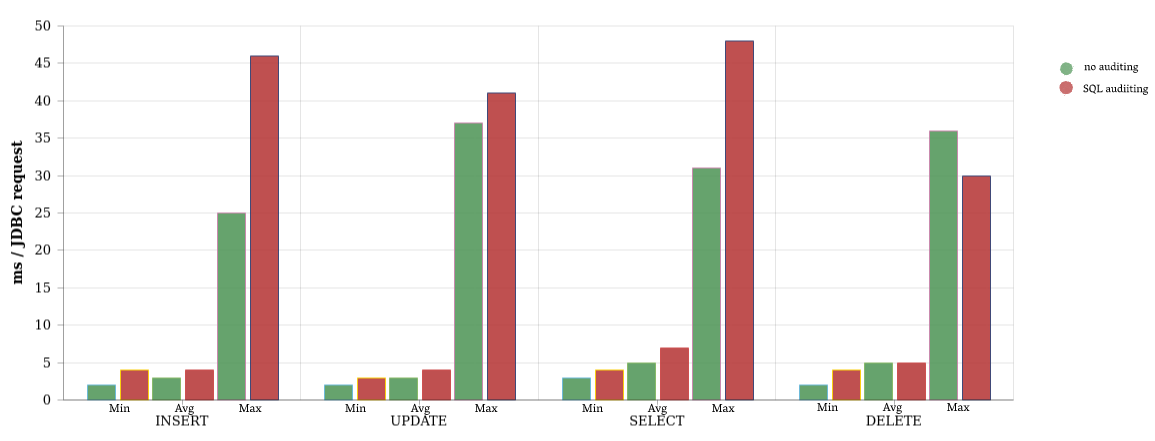 50
45
40
35
30
25
20
15
10
5
0
ms / JDBC request
Min Avg Max
INSERT
Min Avg Max
UPDATE
Min Avg Max
SELECT
Min Avg Max
DELETE
no auditing
SQL audiiting